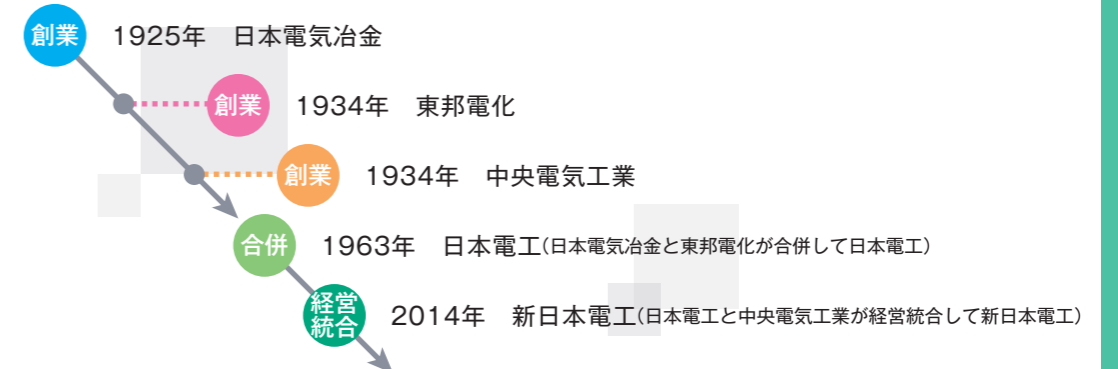 創業 1925年 日本電気冶金
創業 1934年 東邦電化
創業 1934年 中央電気工業
合併 1963年 日本電工(日本電気冶金と東邦電化が合併して日本電工)
経営統合 2014年 新日本電工(日本電工と中央電気工業が経営統合して新日本電工)